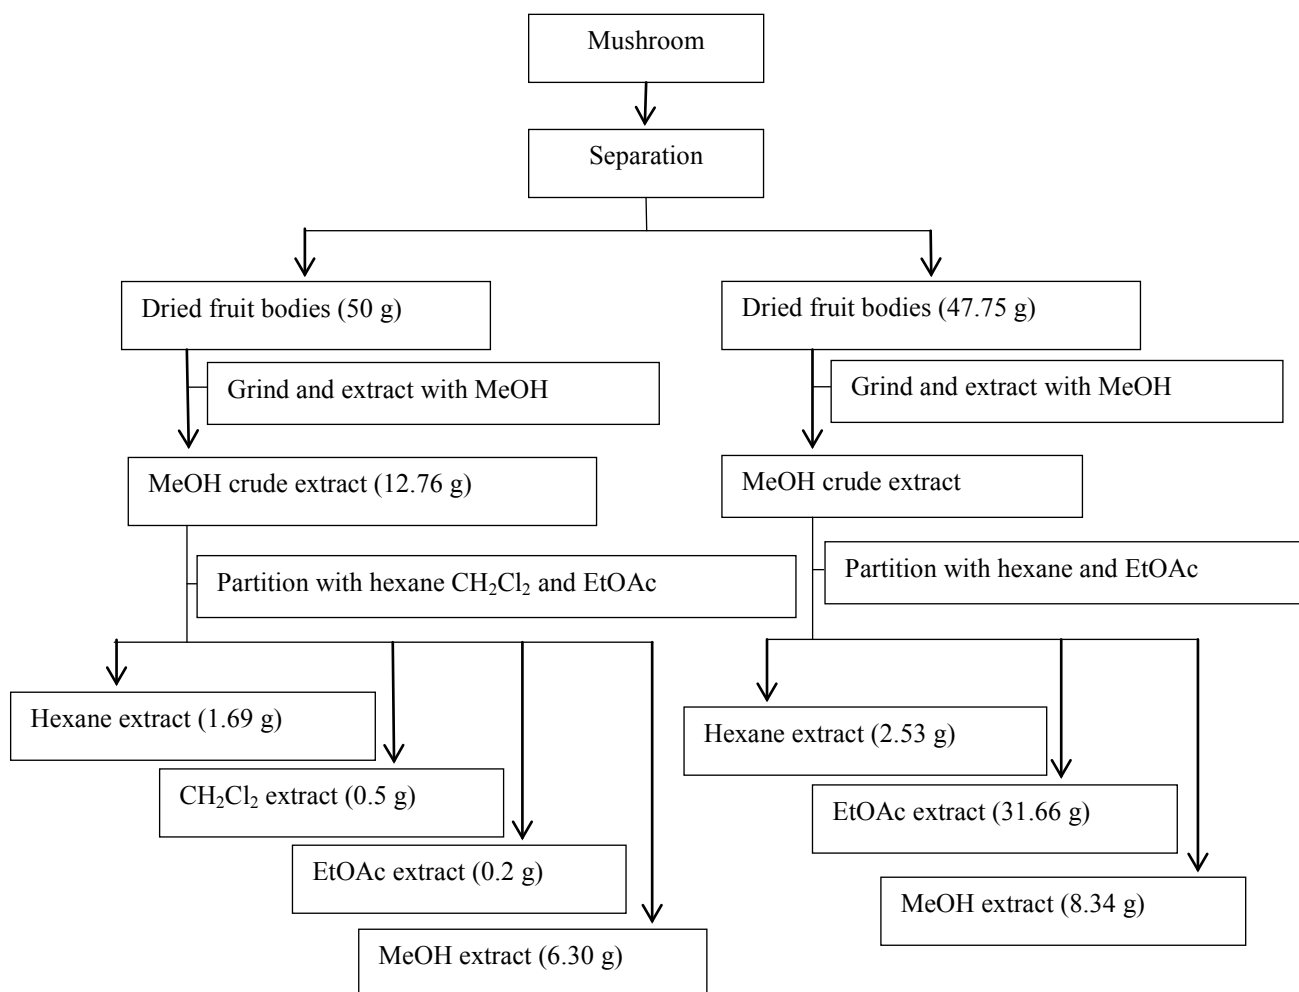 Mushroom
Separation
Dried fruit bodies (50 g)
Dried fruit bodies (47.75 g)
Grind and extract with MeOH
Grind and extract with MeOH
MeOH crude extract (12.76 g)
MeOH crude extract
Partition with hexane CH₂Cl₂ and EtOAc
Partition with hexane and EtOAc
Hexane extract (1.69 g)
Hexane extract (2.53 g)
CH₂Cl₂ extract (0.5 g)
EtOAc extract (31.66 g)
EtOAc extract (0.2 g)
MeOH extract (8.34 g)
MeOH extract (6.30 g)